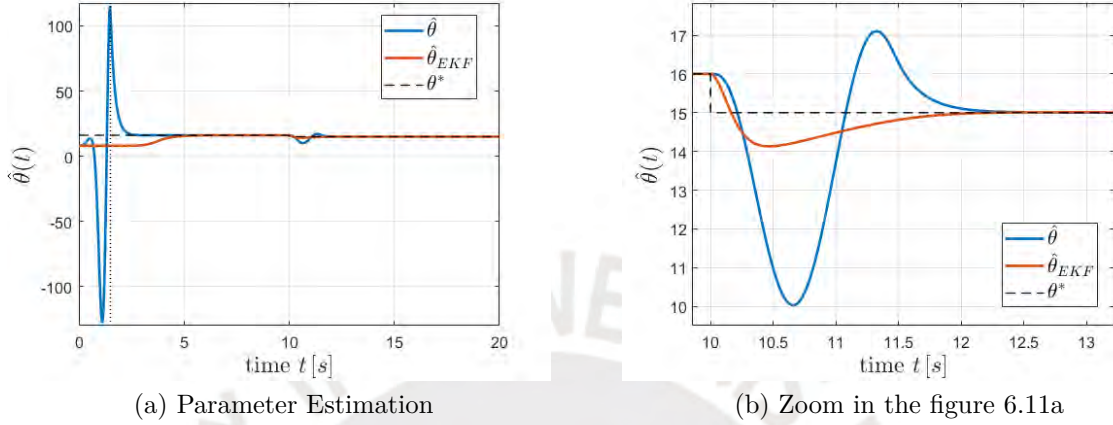 100
50
0
-50
-100
0
5
10
15
20
θ̂(t)
time t [s]
θ̂
θ̂_EKF
θ*
(a) Parameter Estimation
17
16
15
14
13
12
11
10
10
10.5
11
11.5
12
12.5
13
θ̂(t)
time t [s]
θ̂
θ̂_EKF
θ*
(b) Zoom in the figure 6.11a